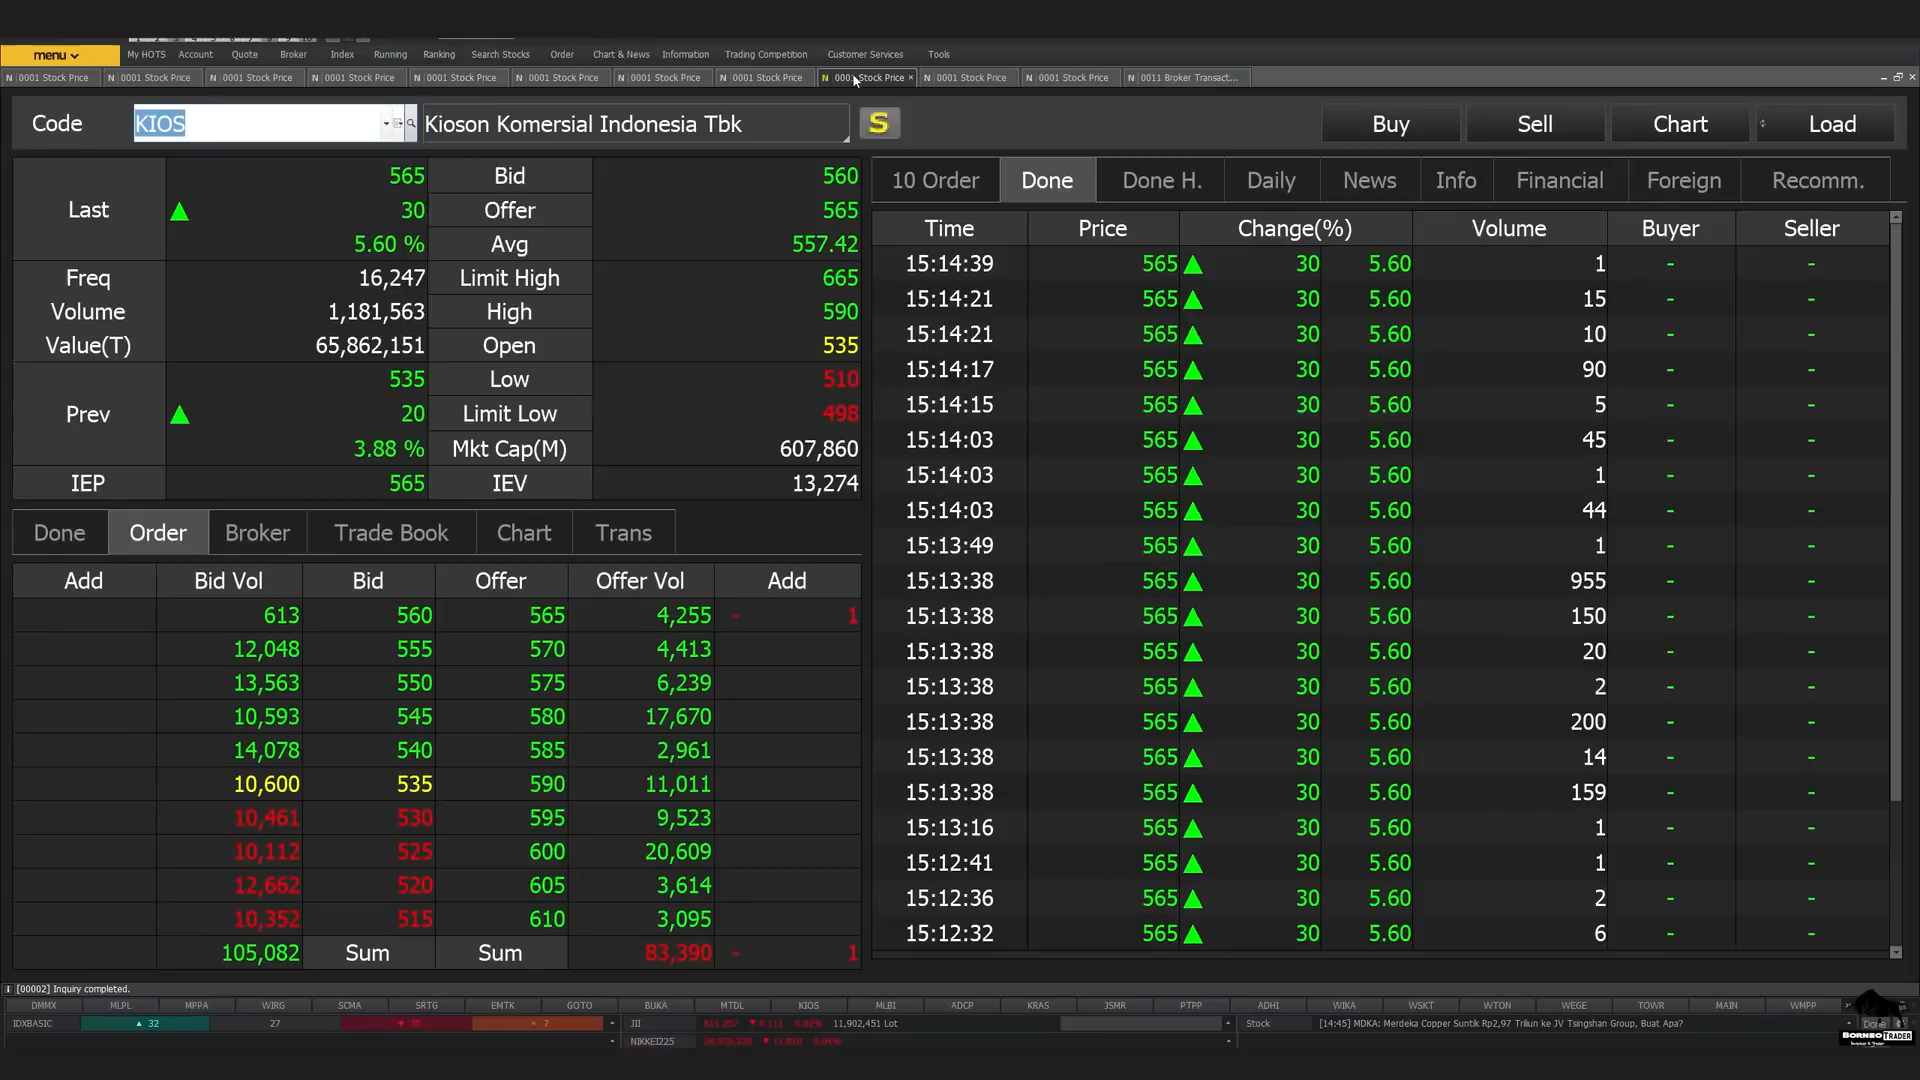 menu My HOTS Account Quote Broker Index Running Ranking Search Stocks Order Chart & News Information Trading Competition Customer Services Tools
N 0001 Stock Price N 0001 Stock Price N 0001 Stock Price N 0001 Stock Price N 0001 Stock Price N 0001 Stock Price N 0001 Stock Price N 0001 Stock Price N 0001 Stock Price × N 0001 Stock Price N 0001 Stock Price N 0011 Broker Transact...
Code KIOS Kioson Komersial Indonesia Tbk S Buy Sell Chart Load
Last 565 Bid 560
▲ 30 Offer 565
5.60 % Avg 557.42
Freq 16,247 Limit High 665
Volume 1,181,563 High 590
Value(T) 65,862,151 Open 535
Prev 535 Low 510
▲ 20 Limit Low 498
3.88 % Mkt Cap(M) 607,860
IEP 565 IEV 13,274
Done Order Broker Trade Book Chart Trans
Add Bid Vol Bid Offer Offer Vol Add
613 560 565 4,255 - 1
12,048 555 570 4,413
13,563 550 575 6,239
10,593 545 580 17,670
14,078 540 585 2,961
10,600 535 590 11,011
10,461 530 595 9,523
10,112 525 600 20,609
12,662 520 605 3,614
10,352 515 610 3,095
105,082 Sum Sum 83,390 - 1
10 Order Done Done H. Daily News Info Financial Foreign Recomm.
Time Price Change(%) Volume Buyer Seller
15:14:39 565 ▲ 30 5.60 1 - -
15:14:21 565 ▲ 30 5.60 15 - -
15:14:21 565 ▲ 30 5.60 10 - -
15:14:17 565 ▲ 30 5.60 90 - -
15:14:15 565 ▲ 30 5.60 5 - -
15:14:03 565 ▲ 30 5.60 45 - -
15:14:03 565 ▲ 30 5.60 1 - -
15:14:03 565 ▲ 30 5.60 44 - -
15:13:49 565 ▲ 30 5.60 1 - -
15:13:38 565 ▲ 30 5.60 955 - -
15:13:38 565 ▲ 30 5.60 150 - -
15:13:38 565 ▲ 30 5.60 20 - -
15:13:38 565 ▲ 30 5.60 2 - -
15:13:38 565 ▲ 30 5.60 200 - -
15:13:38 565 ▲ 30 5.60 14 - -
15:13:38 565 ▲ 30 5.60 159 - -
15:13:16 565 ▲ 30 5.60 1 - -
15:12:41 565 ▲ 30 5.60 1 - -
15:12:36 565 ▲ 30 5.60 2 - -
15:12:32 565 ▲ 30 5.60 6 - -
[00002] Inquiry completed.
DMMX MLPL MPPA WIRG SCMA SRTG EMTK GOTO BUKA MTDL KIOS MLBI ADCP KRAS JSMR PTPP ADHI WIKA WSKT WTON WEGE TOWR MAIN WMPP
IDXBASIC ▲ 32 27 JII 11,902,451 Lot Stock [14:45] MDKA: Merdeka Copper Suntik Rp2,97 Triliun ke JV Tsingshan Group, Buat Apa?
NIKKEI225
BORNEO TRADER